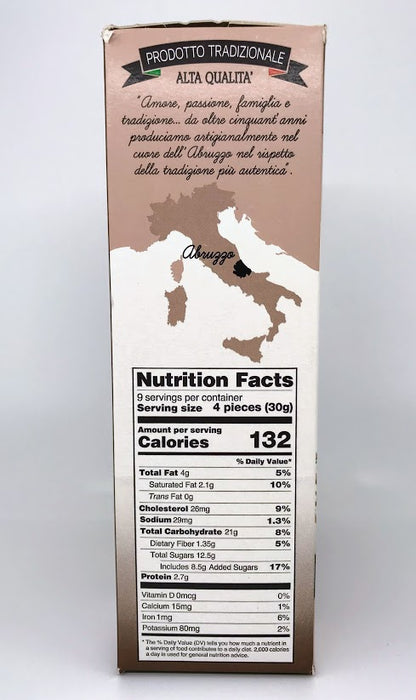 PRODOTTO TRADIZIONALE
ALTA QUALITA'
"Amore, passione, famiglia e
tradizione... da oltre cinquant'anni
produciamo artigianalmente nel
cuore dell'Abruzzo nel rispetto
della tradizione più autentica".
Abruzzo
Nutrition Facts
9 servings per container
Serving size 4 pieces (30g)
Amount per serving
Calories 132
% Daily Value*
Total Fat 4g 5%
Saturated Fat 2.1g 10%
Trans Fat 0g
Cholesterol 26mg 9%
Sodium 29mg 1.3%
Total Carbohydrate 21g 8%
Dietary Fiber 1.35g 5%
Total Sugars 12.5g
Includes 8.5g Added Sugars 17%
Protein 2.7g
Vitamin D 0mcg 0%
Calcium 15mg 1%
Iron 1mg 6%
Potassium 80mg 2%
* The % Daily Value (DV) tells you how much a nutrient in
a serving of food contributes to a daily diet. 2,000 calories
a day is used for general nutrition advice.